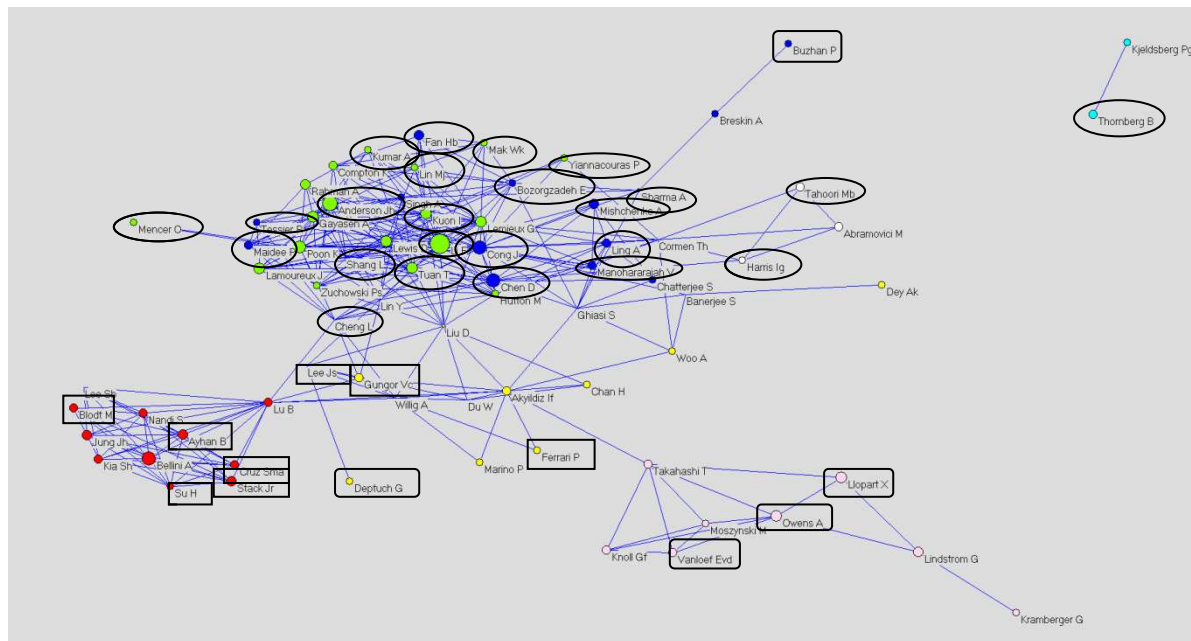 Buzhan P
Kjeldsberg Pg
Breskin A
Thornberg B
Fan Hb
Kumar A
Mak Wk
Yiannacouras P
Compton K
Lin Mj
Rahman A
Bozorgzadeh E
Sharma A
Tahoori Mb
Singh A
Anderson Jh
Mishchenko A
Mencer O
Tessier R
Gayasen A
Kuon I
Lemieux G
Abramovici M
Maidee P
Poon K
Lewis D
Cong J
Ling A
Cormen Th
Harris Ig
Shang L
Lamoureux J
Tuan T
Chen D
Manohararajah V
Chatterjee S
Zuchowski Ps
Hutton M
Banerjee S
Dey Ak
Lin Y
Ghiasi S
Cheng L
Liu D
Woo A
Lee Js
Gungor Vc
Lee Sh
Chan H
Akyildiz If
Lu B
Willig A
Du W
Blodt M
Nandi S
Jung Jh
Ayhan B
Ferrari P
Kia Sh
Bellini A
Cruz Sma
Marino P
Takahashi T
Su H
Stack Jr
Deptuch G
Llopart X
Owens A
Moszynski M
Knoll Gf
Vanloef Evd
Lindstrom G
Kramberger G